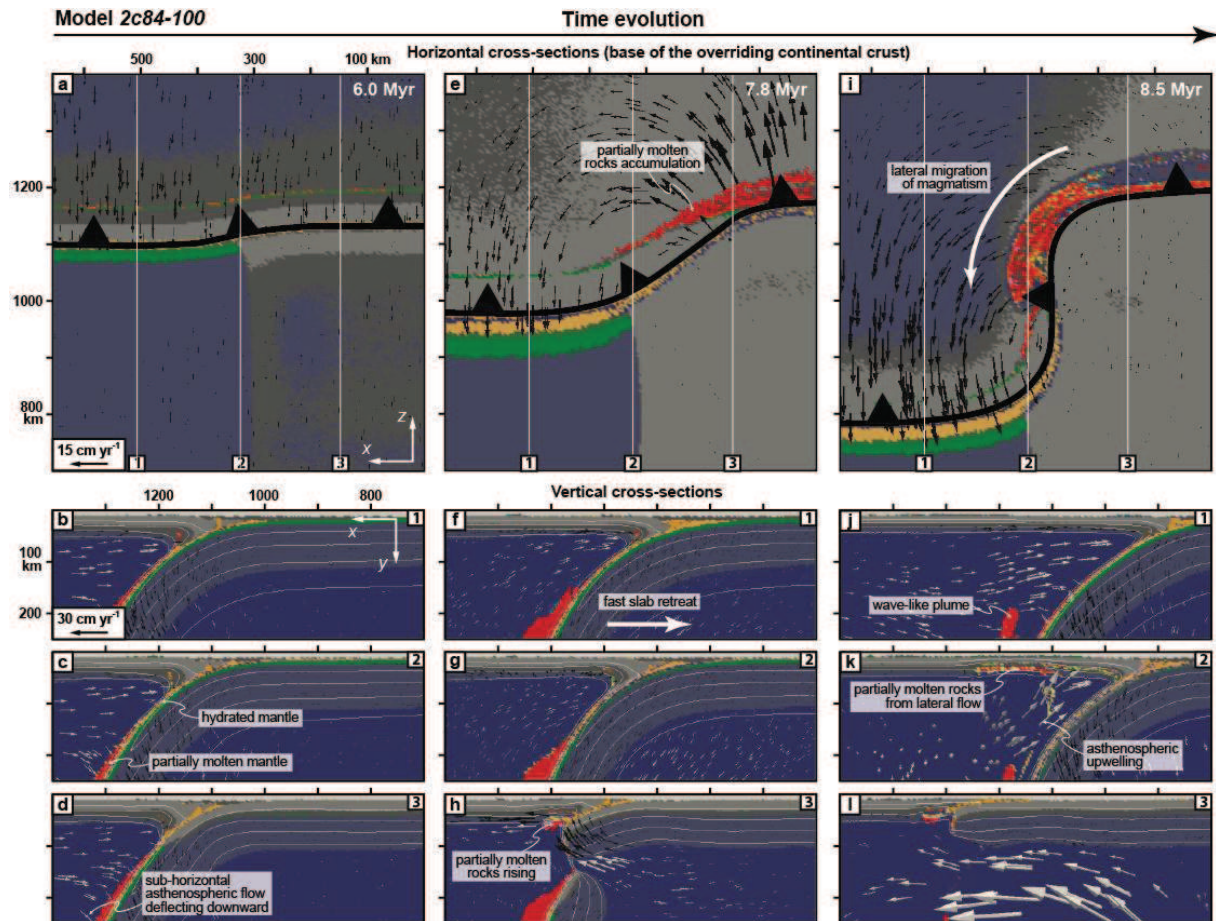 Model 2c84-100
Time evolution
Horizontal cross-sections (base of the overriding continental crust)
500
300
100 km
a
6.0 Myr
e
7.8 Myr
i
8.5 Myr
partially molten
rocks accumulation
lateral migration
of magmatism
1200
1000
800
km
15 cm yr-1
x
z
1
2
3
1
2
3
1
2
3
Vertical cross-sections
1200
1000
800
b
x
y
1
f
1
j
1
100
km
200
30 cm yr-1
fast slab retreat
wave-like plume
c
2
g
2
k
2
hydrated mantle
partially molten mantle
partially molten rocks
from lateral flow
asthenospheric
upwelling
d
3
h
3
l
3
sub-horizontal
asthenospheric flow
deflecting downward
partially molten
rocks rising